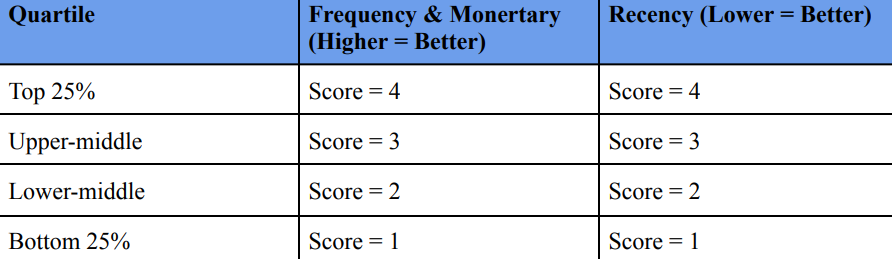 Quartile
Frequency & Monertary
(Higher = Better)
Recency (Lower = Better)
Top 25%
Score = 4
Score = 4
Upper-middle
Score = 3
Score = 3
Lower-middle
Score = 2
Score = 2
Bottom 25%
Score = 1
Score = 1